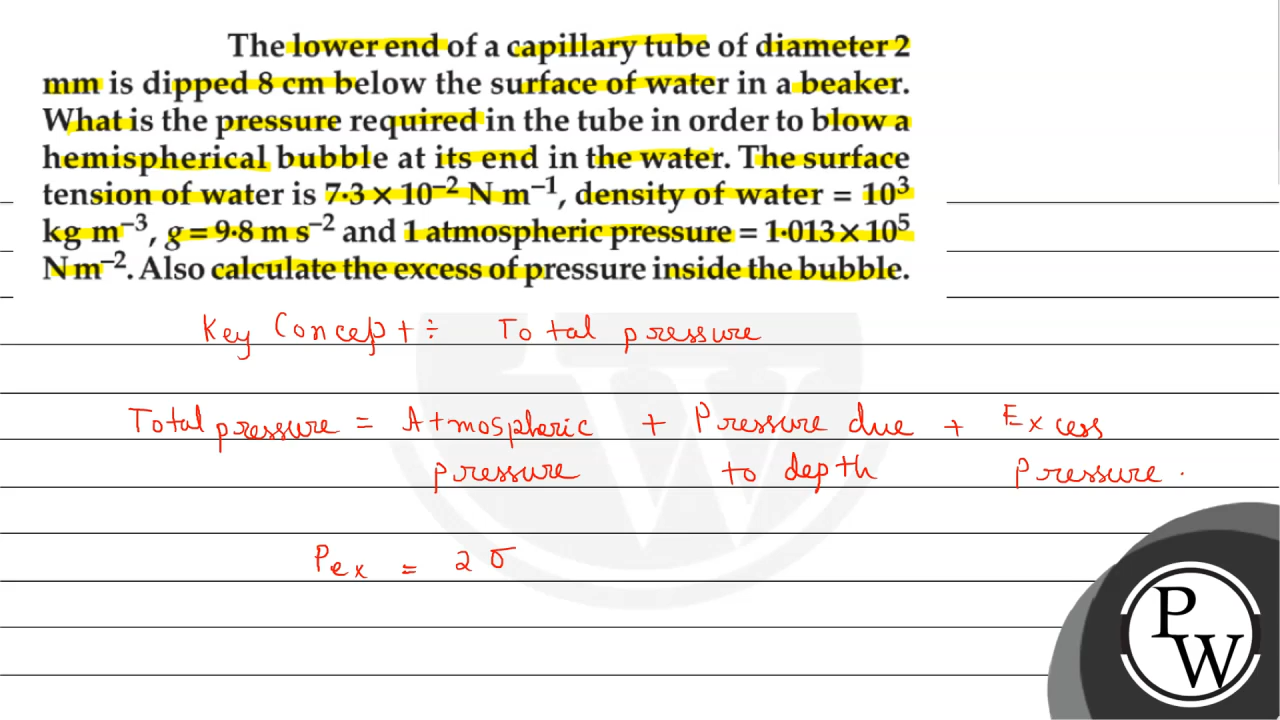 The lower end of a capillary tube of diameter 2
mm is dipped 8 cm below the surface of water in a beaker.
What is the pressure required in the tube in order to blow a
hemispherical bubble at its end in the water. The surface
tension of water is 7·3 × 10⁻² N m⁻¹, density of water = 10³
kg m⁻³, g = 9·8 m s⁻² and 1 atmospheric pressure = 1·013 × 10⁵
N m⁻². Also calculate the excess of pressure inside the bubble.
Key Concept ÷ Total pressure
Total pressure = Atmospheric + Pressure due + Excess
pressure to depth Pressure.
Pex = 2 σ
P
W